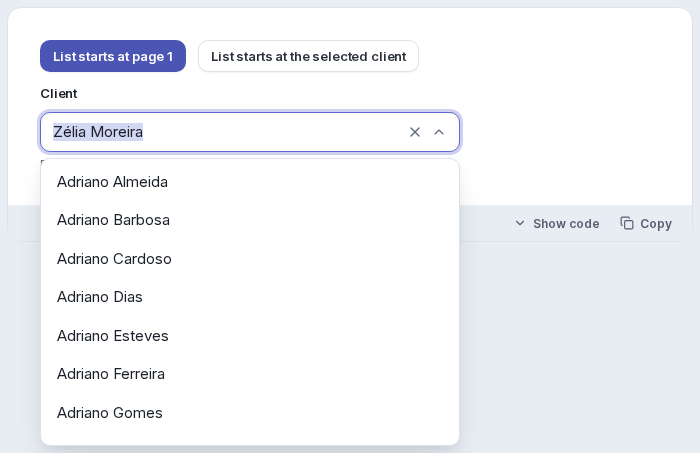 List starts at page 1
List starts at the selected client
Client
Zélia Moreira
Adriano Almeida
Adriano Barbosa
Adriano Cardoso
Adriano Dias
Adriano Esteves
Adriano Ferreira
Adriano Gomes
Show code
Copy